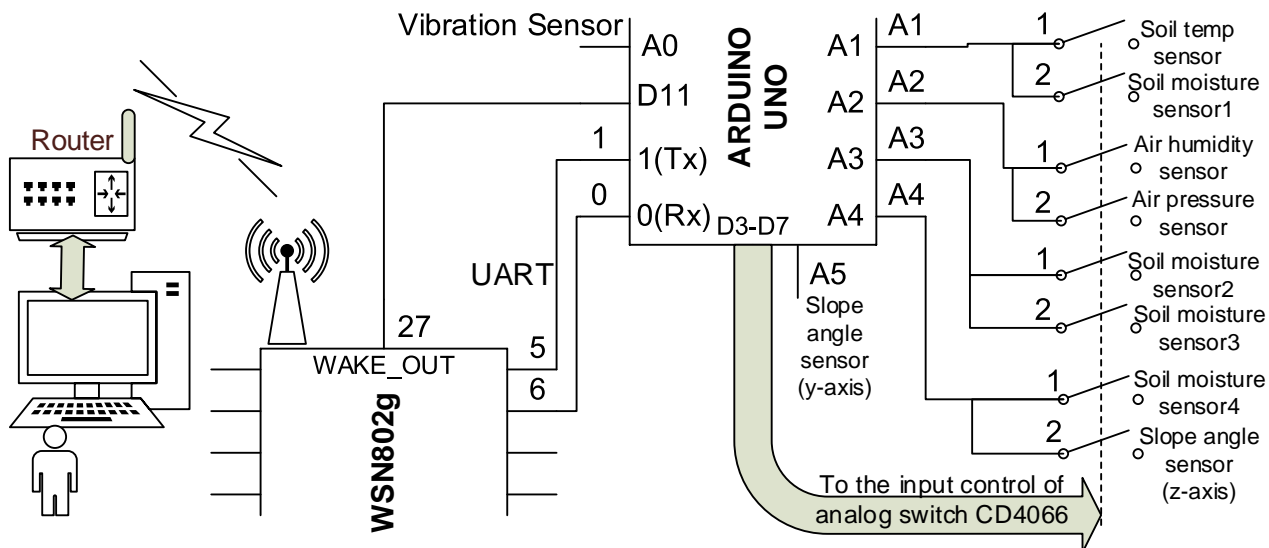 Vibration Sensor
A0
D11
1
1(Tx)
0
0(Rx)
D3-D7
ARDUINO
UNO
A1
A1
A2
A2
A3
A3
A4
A4
A5
Slope
angle
sensor
(y-axis)
1
Soil temp
sensor
2
Soil moisture
sensor1
1
Air humidity
sensor
2
Air pressure
sensor
1
Soil moisture
sensor2
2
Soil moisture
sensor3
1
Soil moisture
sensor4
2
Slope angle
sensor
(z-axis)
Router
UART
27
5
6
WAKE_OUT
WSN802g
To the input control of
analog switch CD4066